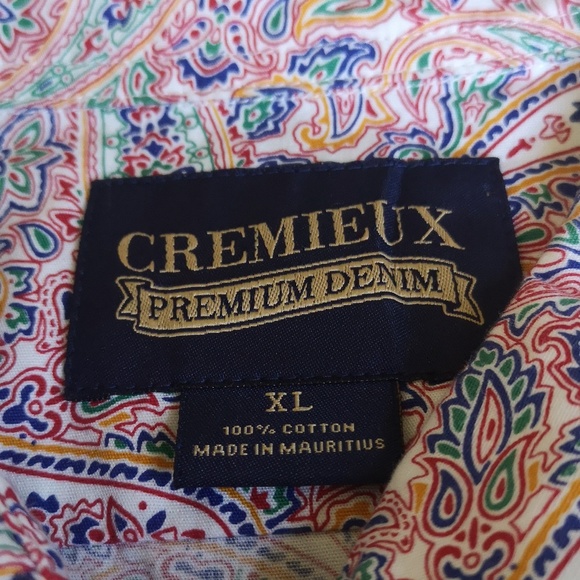 CREMIEUX
PREMIUM DENIM
XL
100% COTTON
MADE IN MAURITIUS